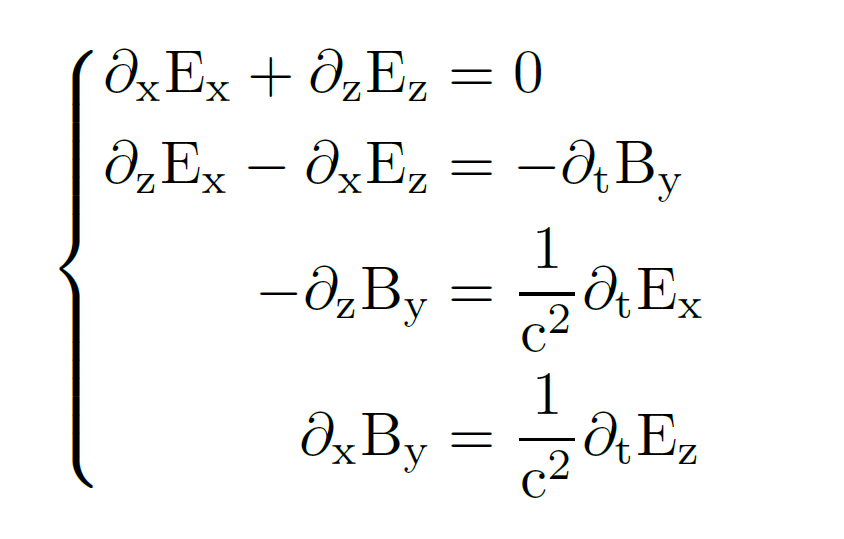 ∂ₓEₓ + ∂_zE_z = 0
∂_zEₓ − ∂ₓE_z = −∂ₜB_y
−∂_zB_y = 1/c² ∂ₜEₓ
∂ₓB_y = 1/c² ∂ₜE_z